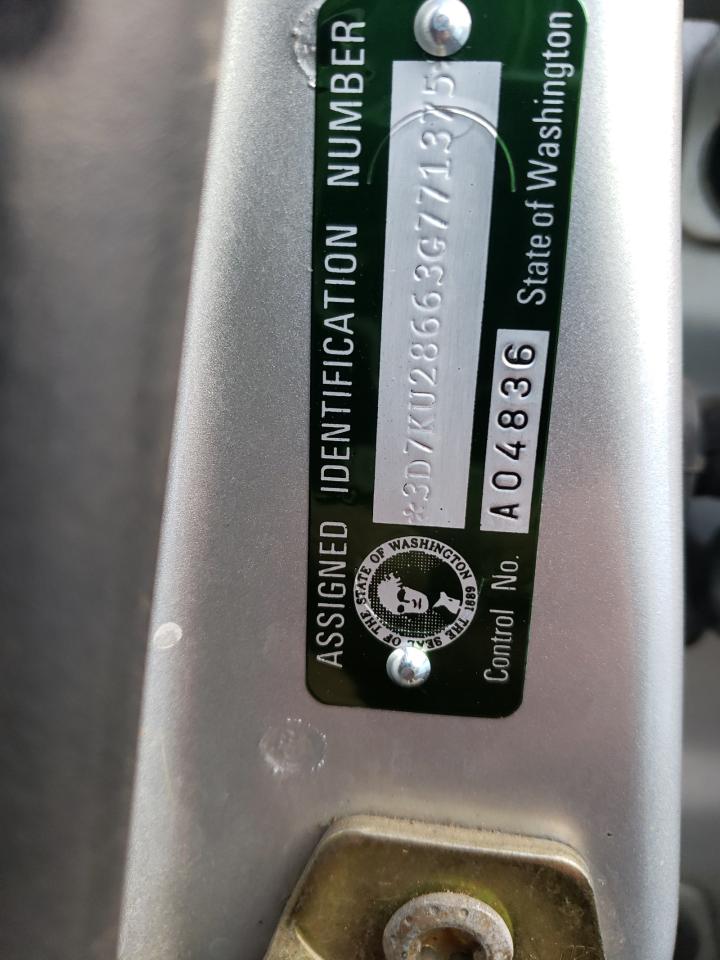 ASSIGNED IDENTIFICATION NUMBER
*3D7KU28663G771375*
Control No. A04836 State of Washington
THE SEAL OF THE STATE OF WASHINGTON
1889